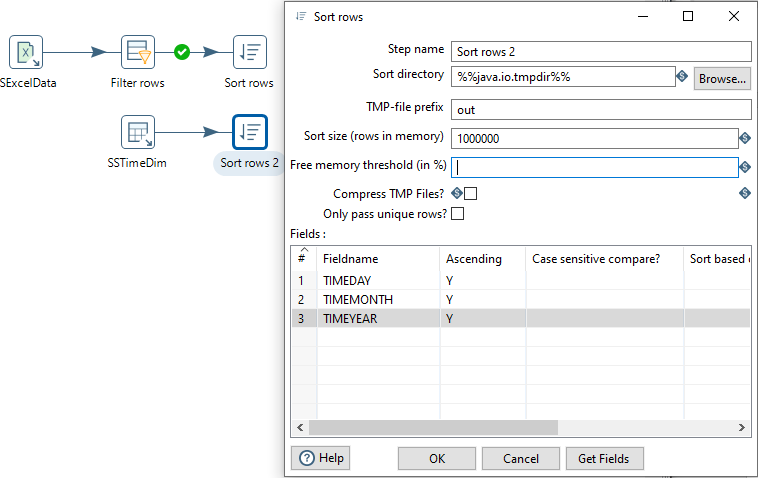 Sort rows
SExcelData
Filter rows
Sort rows
SSTimeDim
Sort rows 2
Step name Sort rows 2
Sort directory %%java.io.tmpdir%% Browse...
TMP-file prefix out
Sort size (rows in memory) 1000000
Free memory threshold (in %)
Compress TMP Files?
Only pass unique rows?
Fields :
# Fieldname Ascending Case sensitive compare? Sort based
1 TIMEDAY Y
2 TIMEMONTH Y
3 TIMEYEAR Y
Help OK Cancel Get Fields